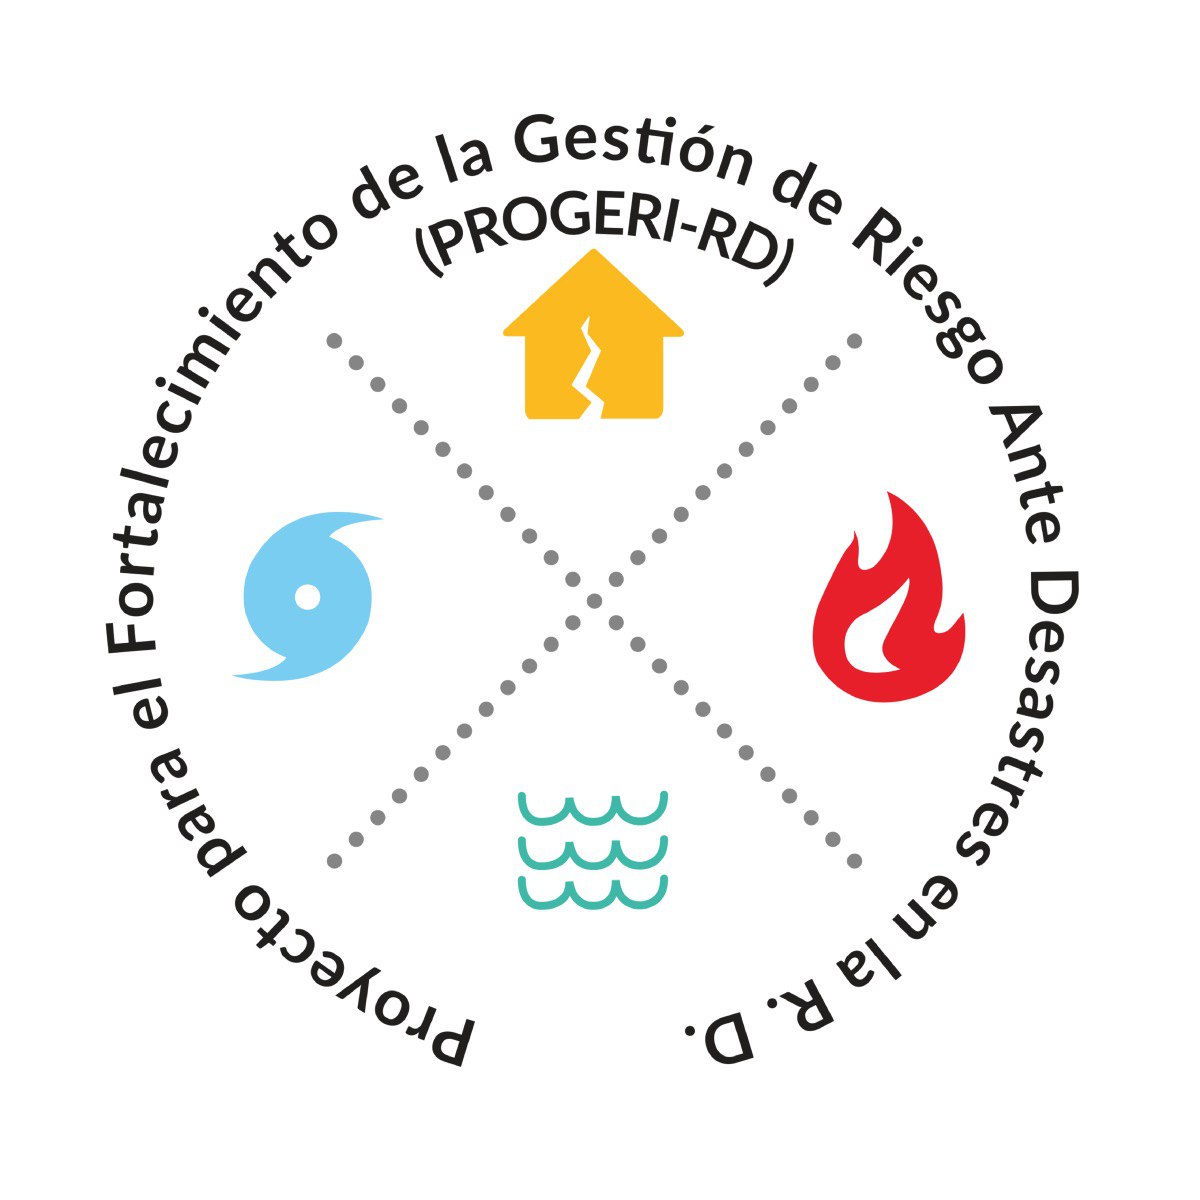 Proyecto para el Fortalecimiento de la Gestión de Riesgo Ante Desastres en la R. D.
(PROGERI-RD)